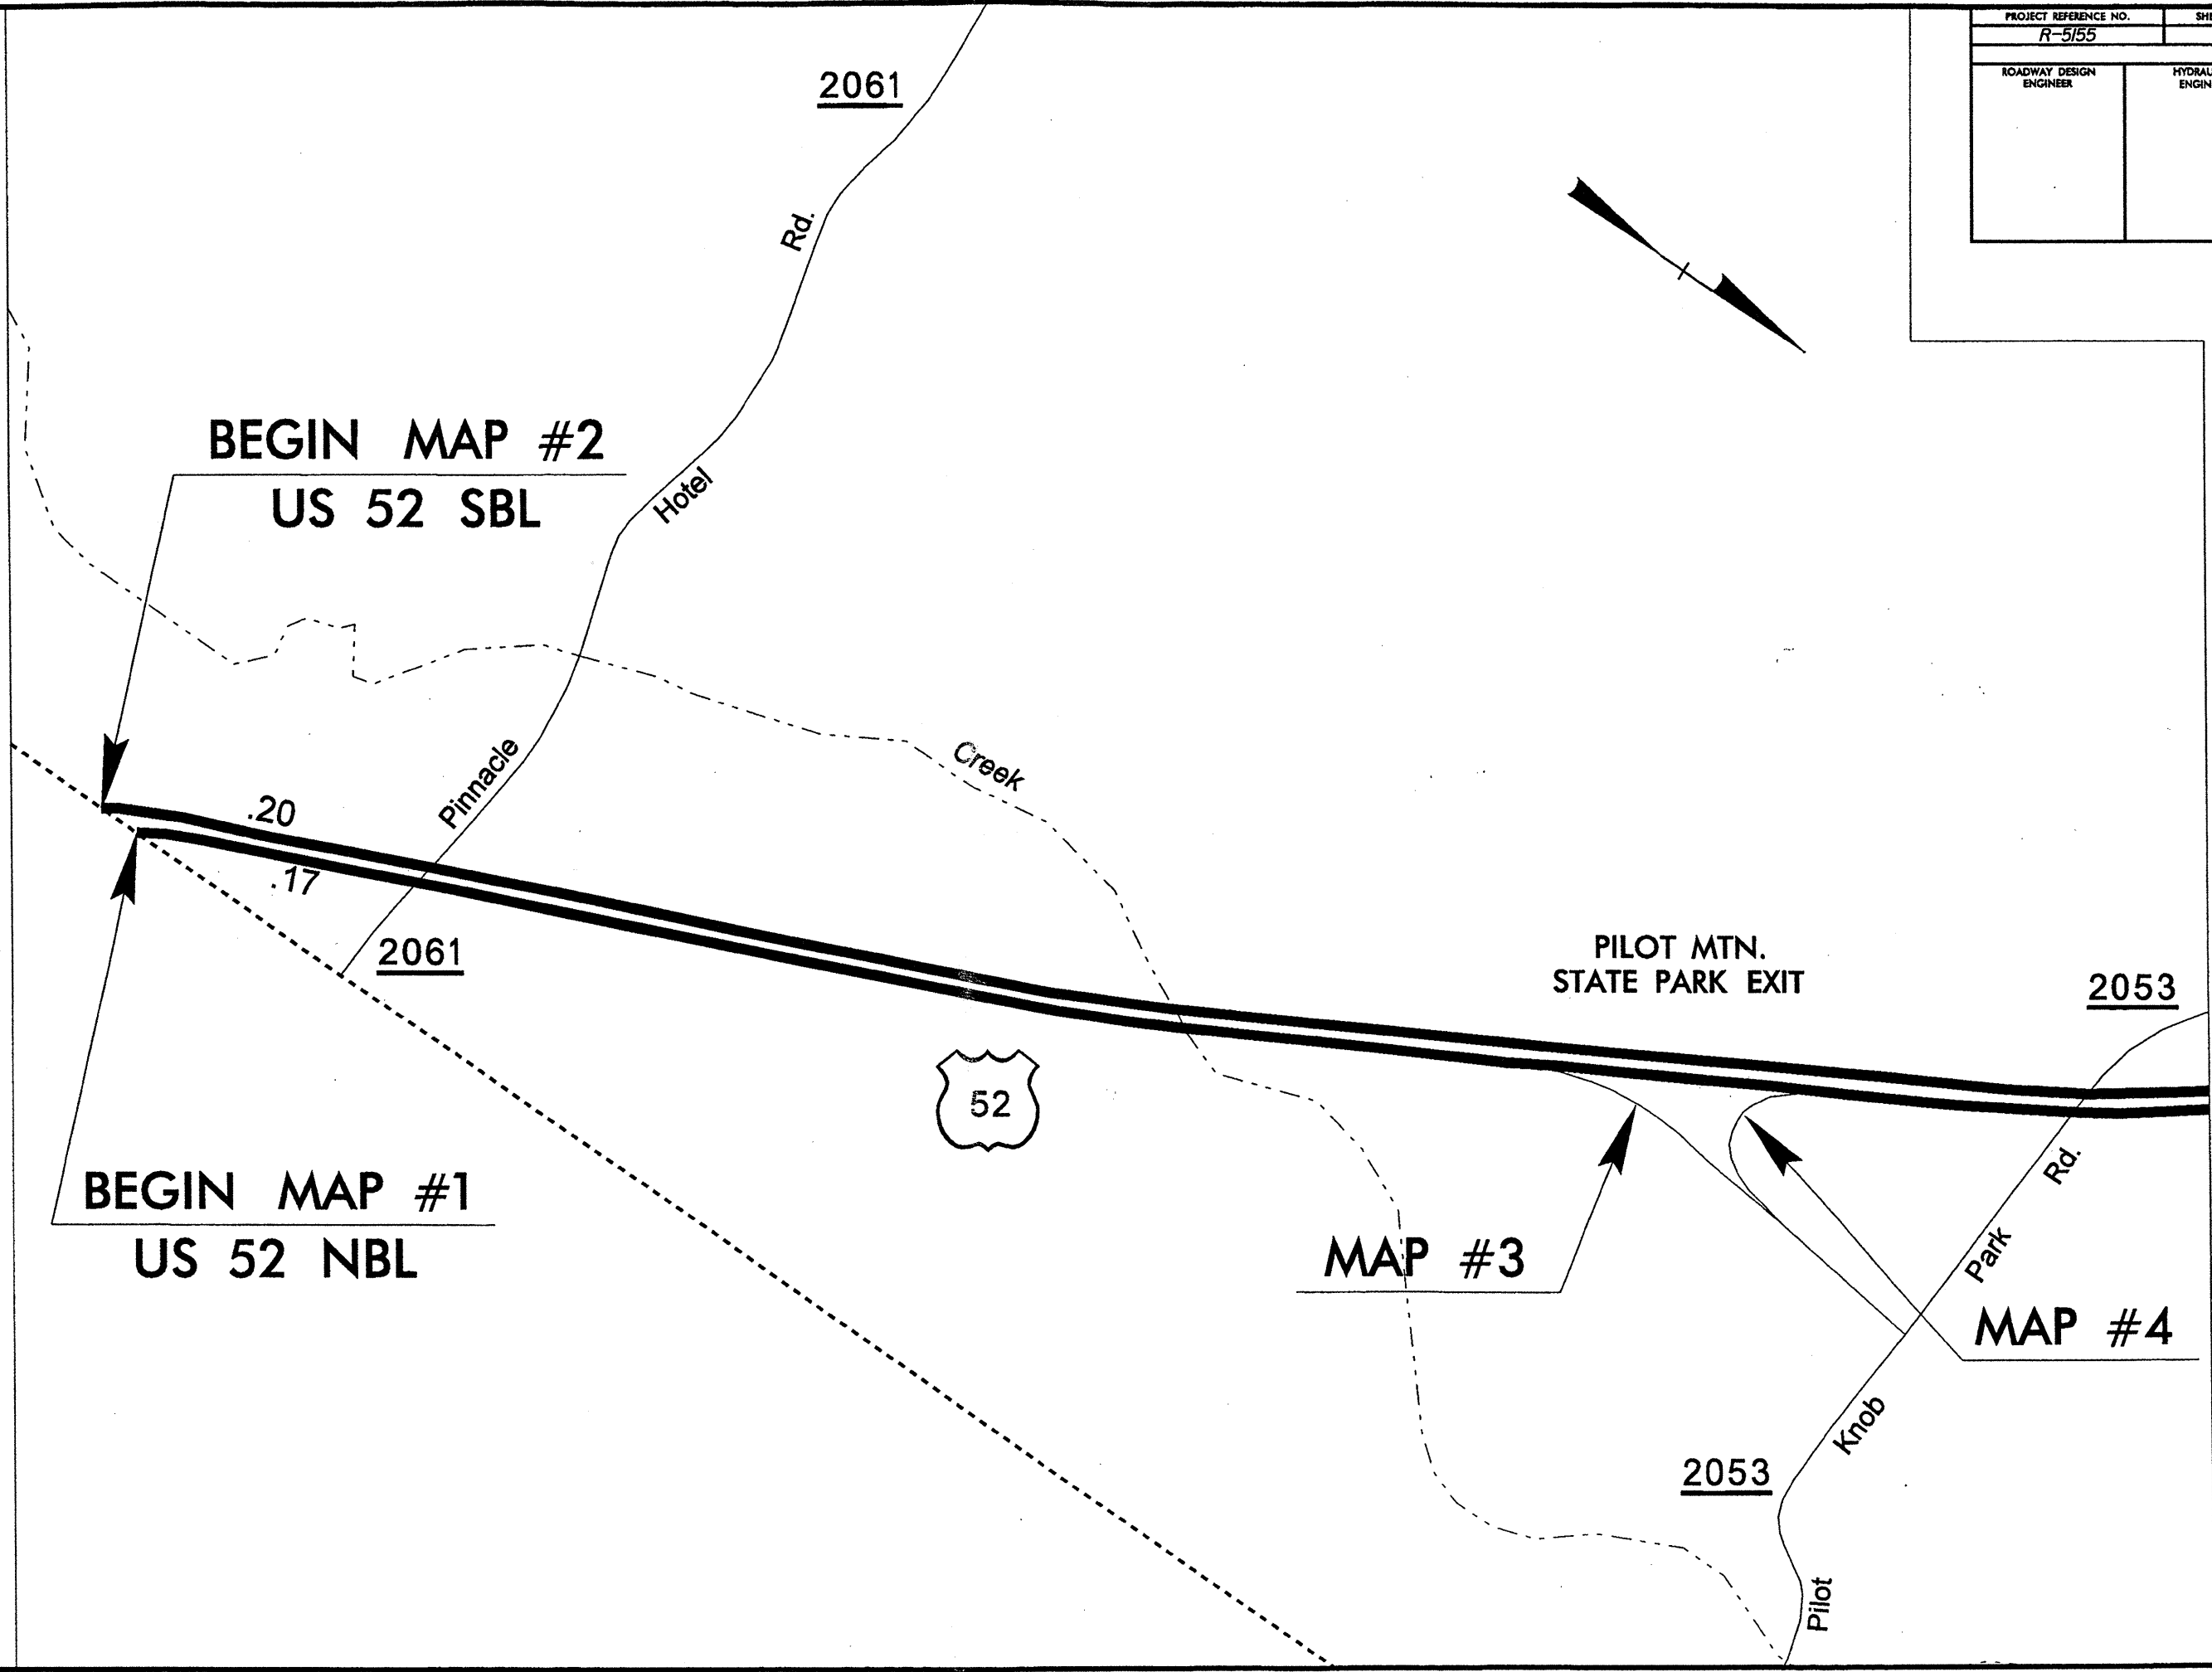 PROJECT REFERENCE NO.
R-5155
ROADWAY DESIGN
ENGINEER
2061
Rd.
BEGIN MAP #2
US 52 SBL
Hotel
Pinnacle
Creek
.20
.17
2061
PILOT MTN.
STATE PARK EXIT
2053
52
BEGIN MAP #1
US 52 NBL
MAP #3
Rd.
Park
MAP #4
Knob
2053
Pilot